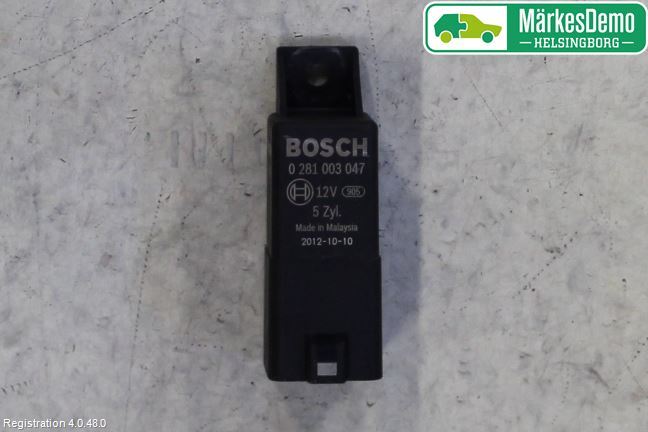 MärkesDemo
HELSINGBORG
BOSCH
0 281 003 047
12V 905
5 Zyl.
Made in Malaysia
2012-10-10
Registration 4.0.48.0